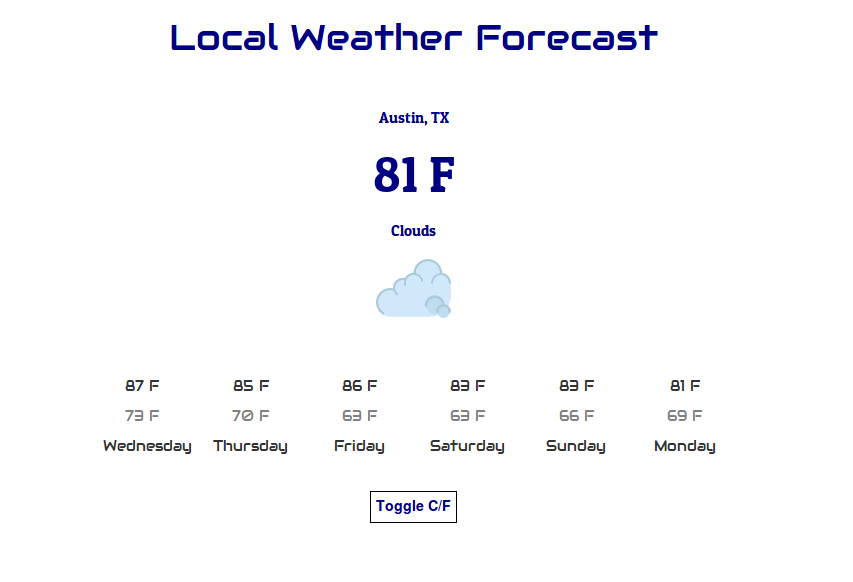 Local Weather Forecast
Austin, TX
81 F
Clouds
87 F 85 F 86 F 83 F 83 F 81 F
73 F 70 F 63 F 63 F 66 F 69 F
Wednesday Thursday Friday Saturday Sunday Monday
Toggle C/F